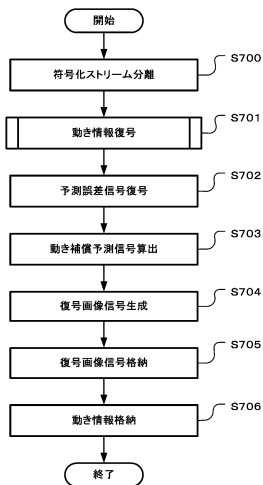 開始
符号化ストリーム分離
S700
動き情報復号
S701
予測誤差信号復号
S702
動き補償予測信号算出
S703
復号画像信号生成
S704
復号画像信号格納
S705
動き情報格納
S706
終了